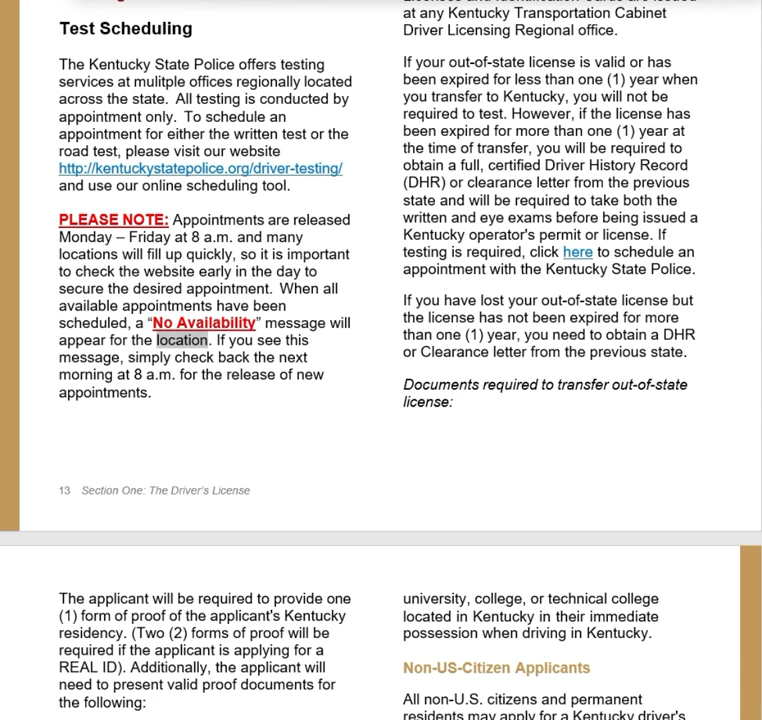 Test Scheduling
The Kentucky State Police offers testing
services at mulitple offices regionally located
across the state.  All testing is conducted by
appointment only.  To schedule an
appointment for either the written test or the
road test, please visit our website
http://kentuckystatepolice.org/driver-testing/
and use our online scheduling tool.
PLEASE NOTE: Appointments are released
Monday – Friday at 8 a.m. and many
locations will fill up quickly, so it is important
to check the website early in the day to
secure the desired appointment.  When all
available appointments have been
scheduled, a “No Availability” message will
appear for the location. If you see this
message, simply check back the next
morning at 8 a.m. for the release of new
appointments.
at any Kentucky Transportation Cabinet
Driver Licensing Regional office.
If your out-of-state license is valid or has
been expired for less than one (1) year when
you transfer to Kentucky, you will not be
required to test. However, if the license has
been expired for more than one (1) year at
the time of transfer, you will be required to
obtain a full, certified Driver History Record
(DHR) or clearance letter from the previous
state and will be required to take both the
written and eye exams before being issued a
Kentucky operator's permit or license. If
testing is required, click here to schedule an
appointment with the Kentucky State Police.
If you have lost your out-of-state license but
the license has not been expired for more
than one (1) year, you need to obtain a DHR
or Clearance letter from the previous state.
Documents required to transfer out-of-state
license:
13 Section One: The Driver's License
The applicant will be required to provide one
(1) form of proof of the applicant's Kentucky
residency. (Two (2) forms of proof will be
required if the applicant is applying for a
REAL ID). Additionally, the applicant will
need to present valid proof documents for
the following:
university, college, or technical college
located in Kentucky in their immediate
possession when driving in Kentucky.
Non-US-Citizen Applicants
All non-U.S. citizens and permanent
residents may apply for a Kentucky driver's